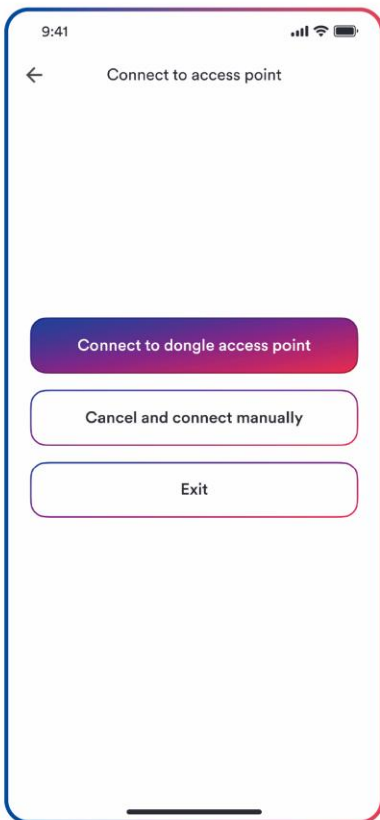 9:41
Connect to access point
Connect to dongle access point
Cancel and connect manually
Exit